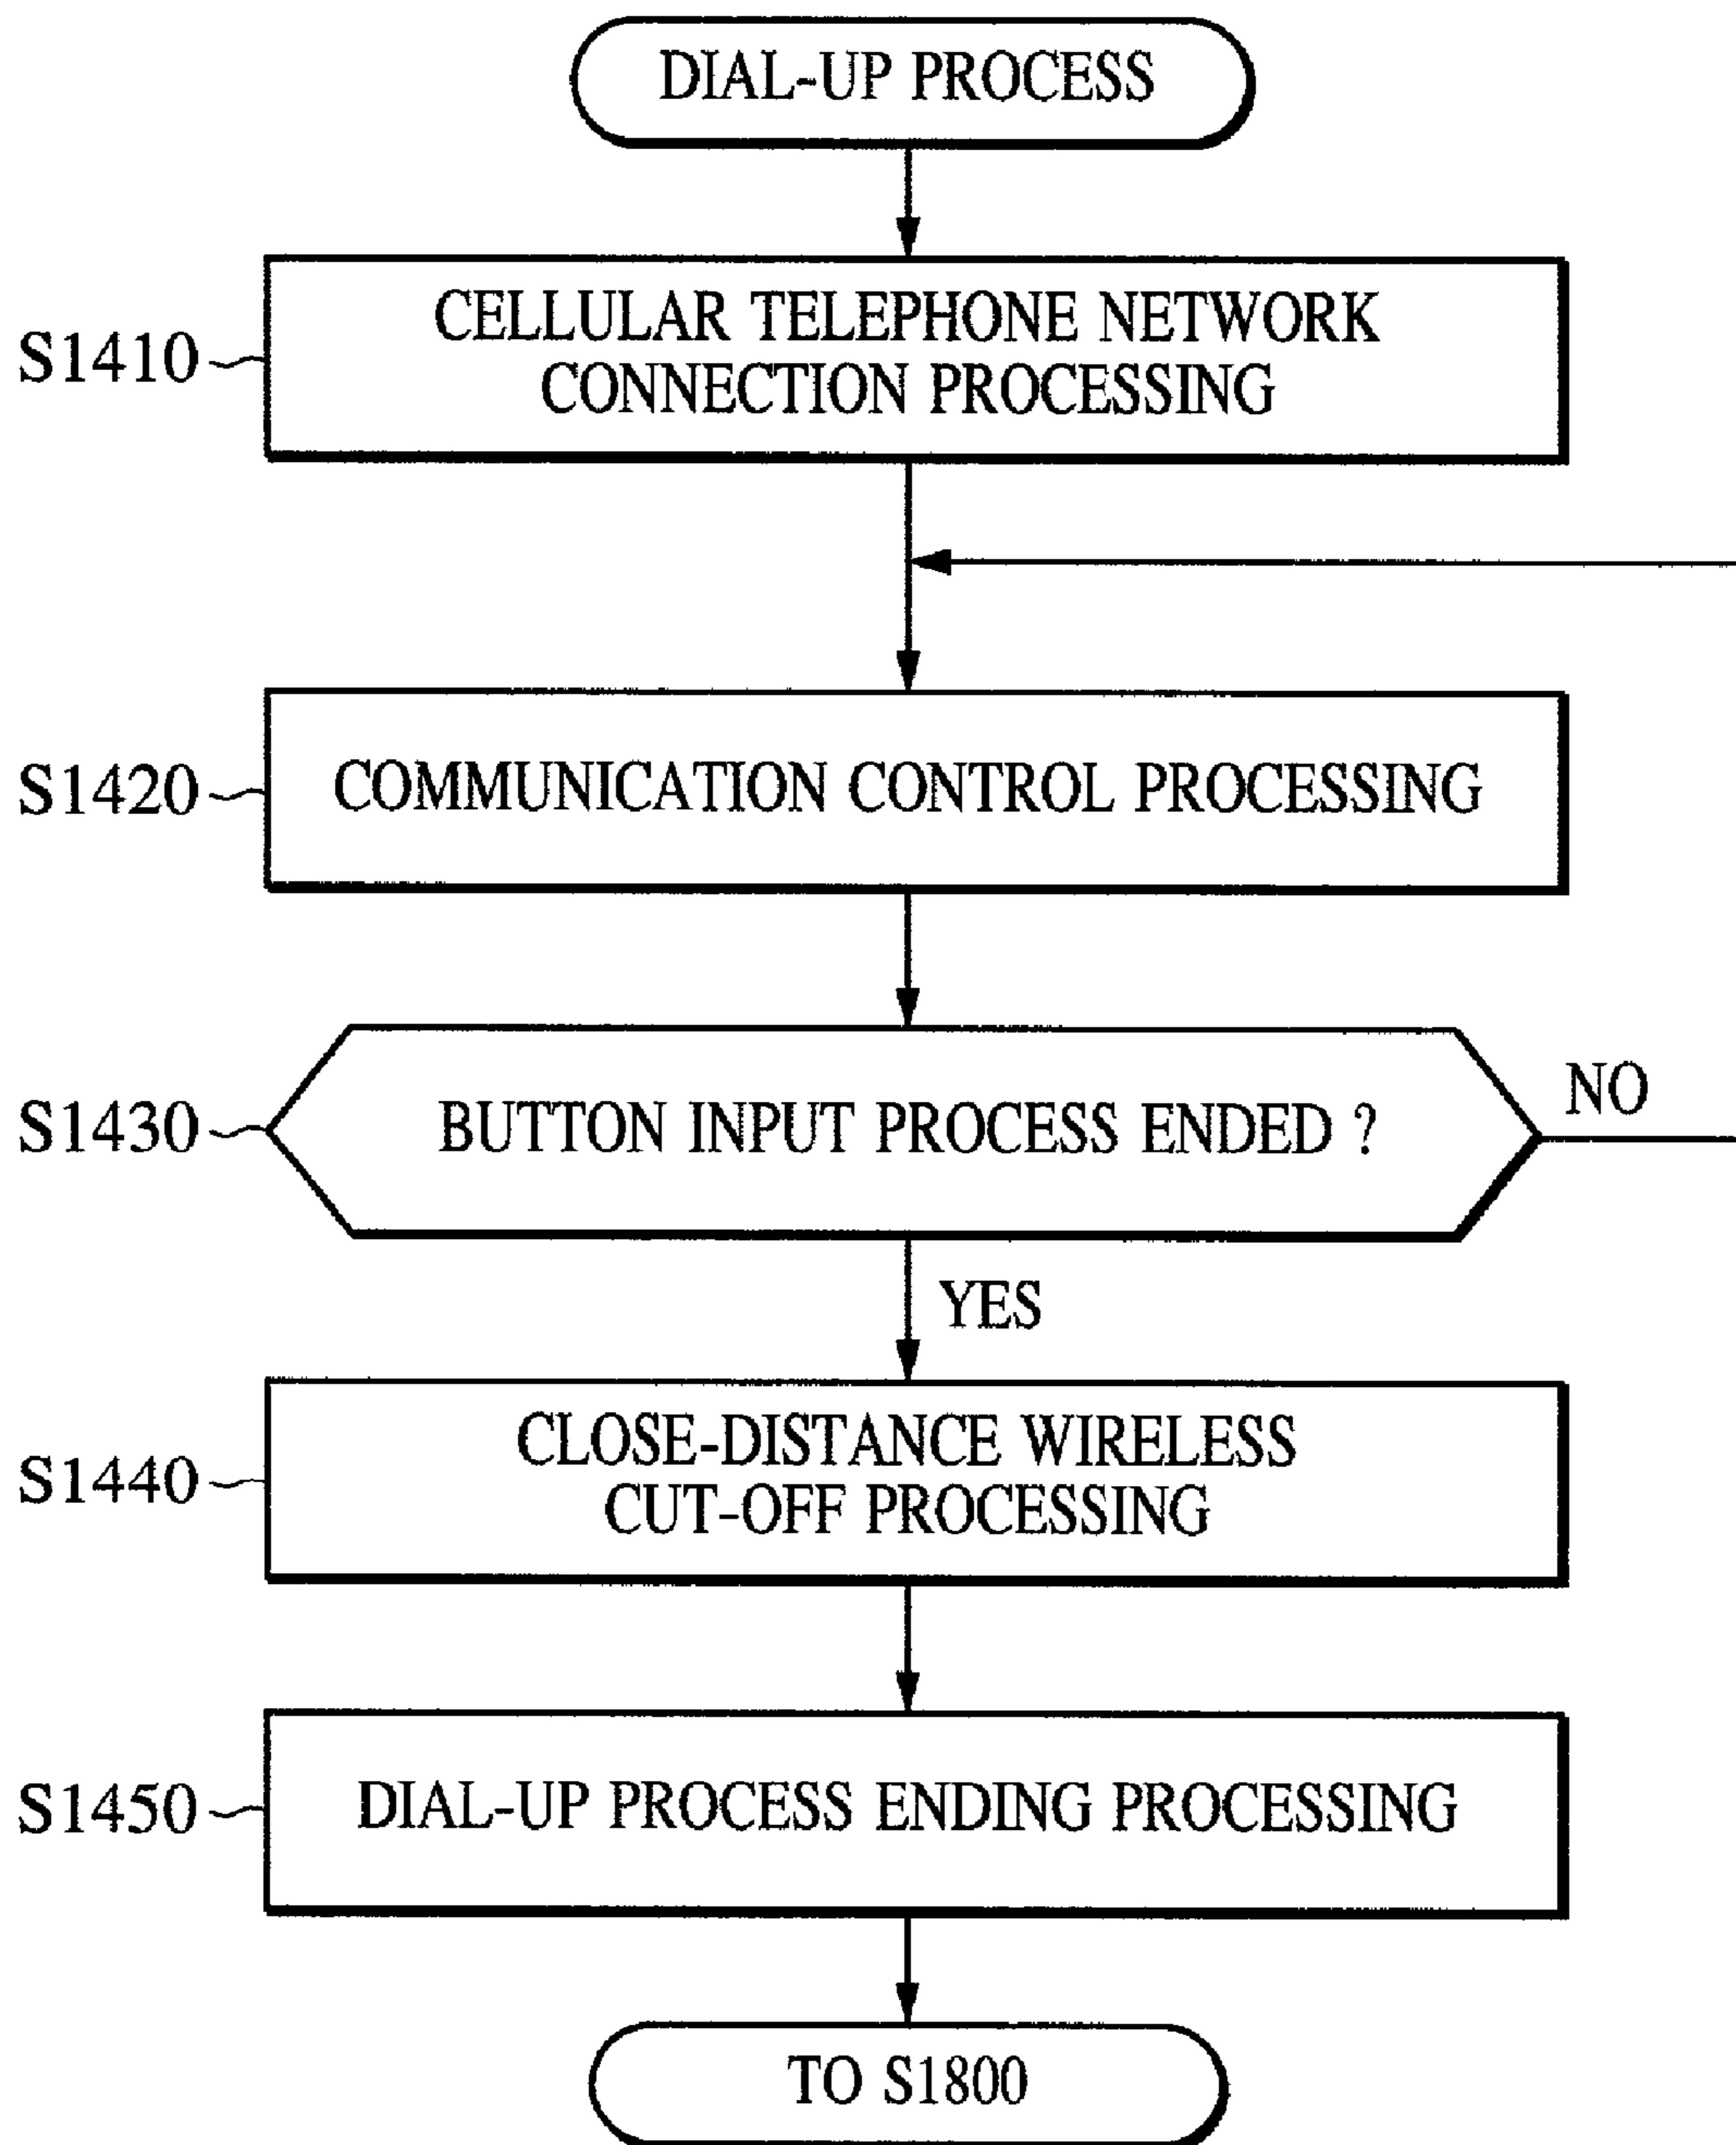 DIAL-UP PROCESS
S1410
CELLULAR TELEPHONE NETWORK
CONNECTION PROCESSING
S1420
COMMUNICATION CONTROL PROCESSING
S1430
BUTTON INPUT PROCESS ENDED ?
NO
YES
S1440
CLOSE-DISTANCE WIRELESS
CUT-OFF PROCESSING
S1450
DIAL-UP PROCESS ENDING PROCESSING
TO S1800